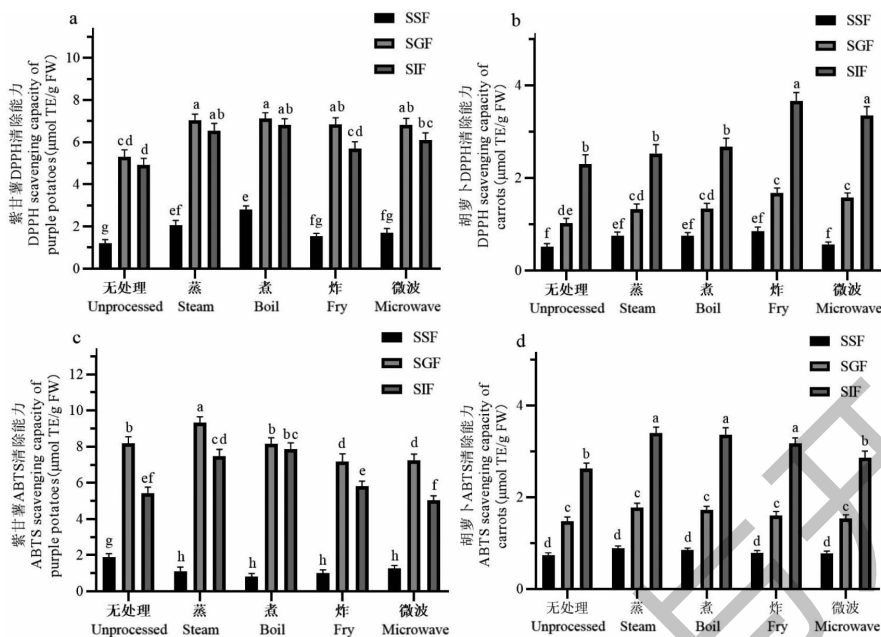 a
SSF
SGF
SIF
紫甘薯DPPH清除能力
DPPH scavenging capacity of
purple potatoes(μmol TE/g FW)
12
10
8
6
4
2
0
g
cd
d
ef
a
ab
e
a
ab
fg
ab
cd
fg
ab
bc
无处理
Unprocessed
蒸
Steam
煮
Boil
炸
Fry
微波
Microwave
b
SSF
SGF
SIF
胡萝卜DPPH清除能力
DPPH scavenging capacity of
carrots(μmol TE/g FW)
4
2
0
f
de
b
ef
cd
b
ef
cd
b
ef
c
a
f
c
a
无处理
Unprocessed
蒸
Steam
煮
Boil
炸
Fry
微波
Microwave
c
SSF
SGF
SIF
紫甘薯ABTS清除能力
ABTS scavenging capacity of
purple potatoes(μmol TE/g FW)
14
12
10
8
6
4
2
0
g
b
ef
h
a
cd
h
b
bc
h
d
e
h
d
f
无处理
Unprocessed
蒸
Steam
煮
Boil
炸
Fry
微波
Microwave
d
SSF
SGF
SIF
胡萝卜ABTS清除能力
ABTS scavenging capacity of
carrots(μmol TE/g FW)
4
2
0
d
c
b
d
c
a
d
c
a
d
c
a
d
c
b
无处理
Unprocessed
蒸
Steam
煮
Boil
炸
Fry
微波
Microwave